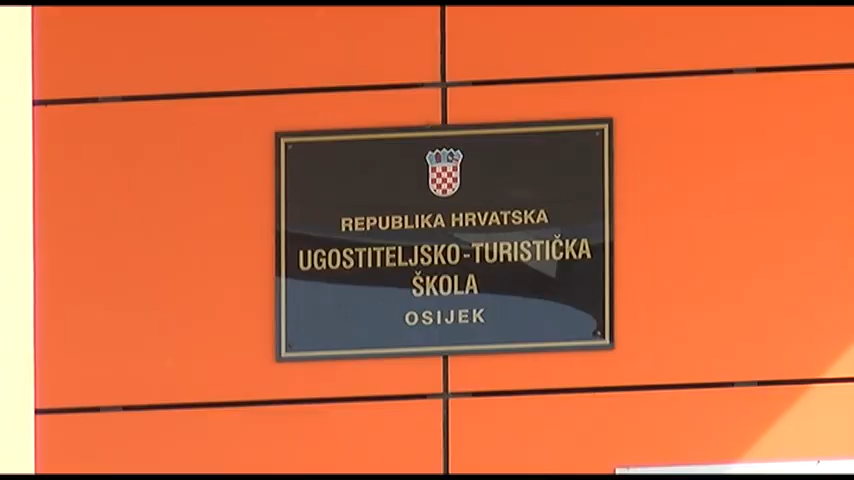 REPUBLIKA HRVATSKA
UGOSTITELJSKO-TURISTIČKA
ŠKOLA
OSIJEK